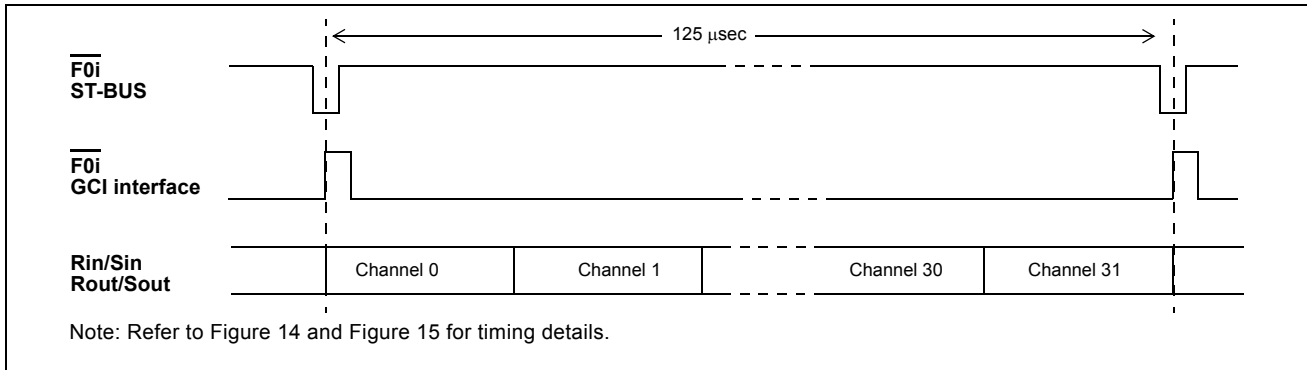 125 μsec
F0i
ST-BUS
F0i
GCI interface
Rin/Sin
Rout/Sout
Channel 0
Channel 1
Channel 30
Channel 31
Note: Refer to Figure 14 and Figure 15 for timing details.